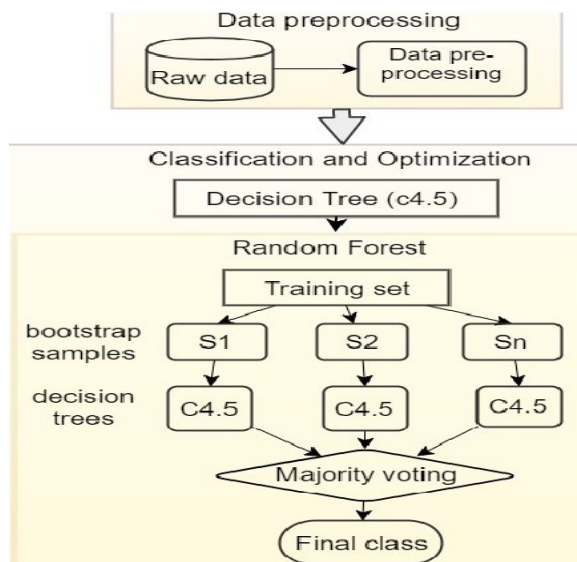 Data preprocessing
Raw data
Data pre-
processing
Classification and Optimization
Decision Tree (c4.5)
Random Forest
Training set
bootstrap
samples
S1
S2
Sn
decision
trees
C4.5
C4.5
C4.5
Majority voting
Final class